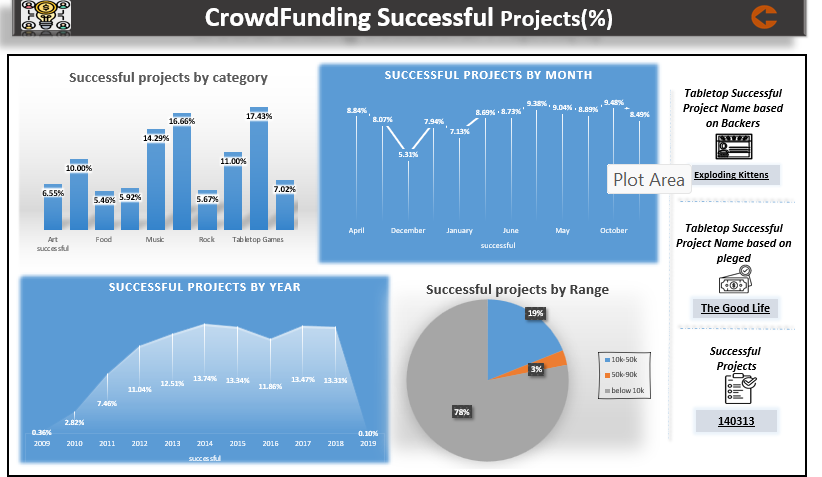 CrowdFunding Successful Projects(%)
Successful projects by category
6.55%
10.00%
5.46%
5.92%
14.29%
16.66%
5.67%
11.00%
17.43%
7.02%
Art
Food
Music
Rock
Tabletop Games
successful
SUCCESSFUL PROJECTS BY MONTH
8.84%
8.07%
5.31%
7.94%
7.13%
8.69%
8.73%
9.38%
9.04%
8.89%
9.48%
8.49%
Plot Area
April
December
January
June
May
October
successful
Tabletop Successful
Project Name based
on Backers
Exploding Kittens
Tabletop Successful
Project Name based on
pleged
The Good Life
Successful
Projects
140313
SUCCESSFUL PROJECTS BY YEAR
0.36%
2.82%
7.46%
11.04%
12.51%
13.74%
13.34%
11.86%
13.47%
13.31%
0.10%
2009
2010
2011
2012
2013
2014
2015
2016
2017
2018
2019
successful
Successful projects by Range
19%
3%
78%
10k-50k
50k-90k
below 10k